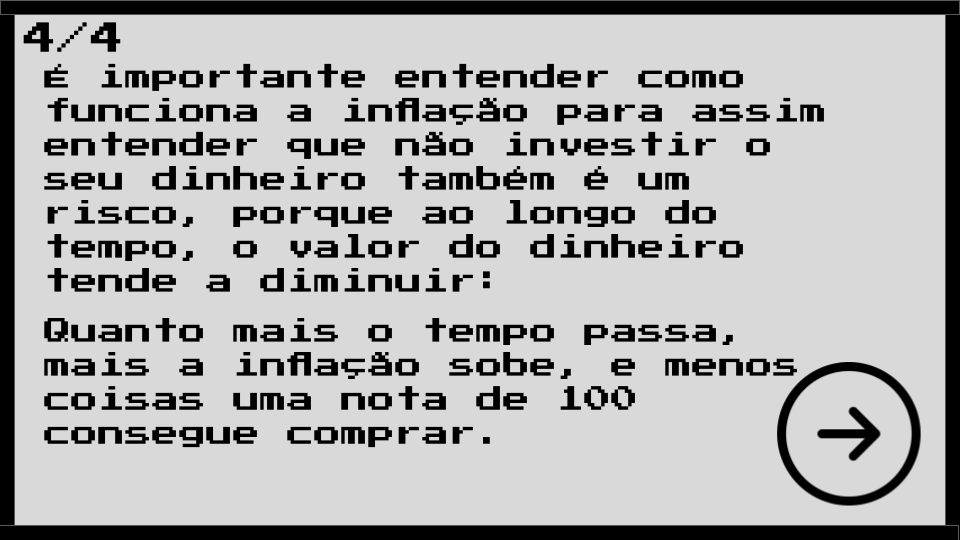 4/4
É importante entender como
funciona a inflação para assim
entender que não investir o
seu dinheiro também é um
risco, porque ao longo do
tempo, o valor do dinheiro
tende a diminuir:
Quanto mais o tempo passa,
mais a inflação sobe, e menos
coisas uma nota de 100
consegue comprar.